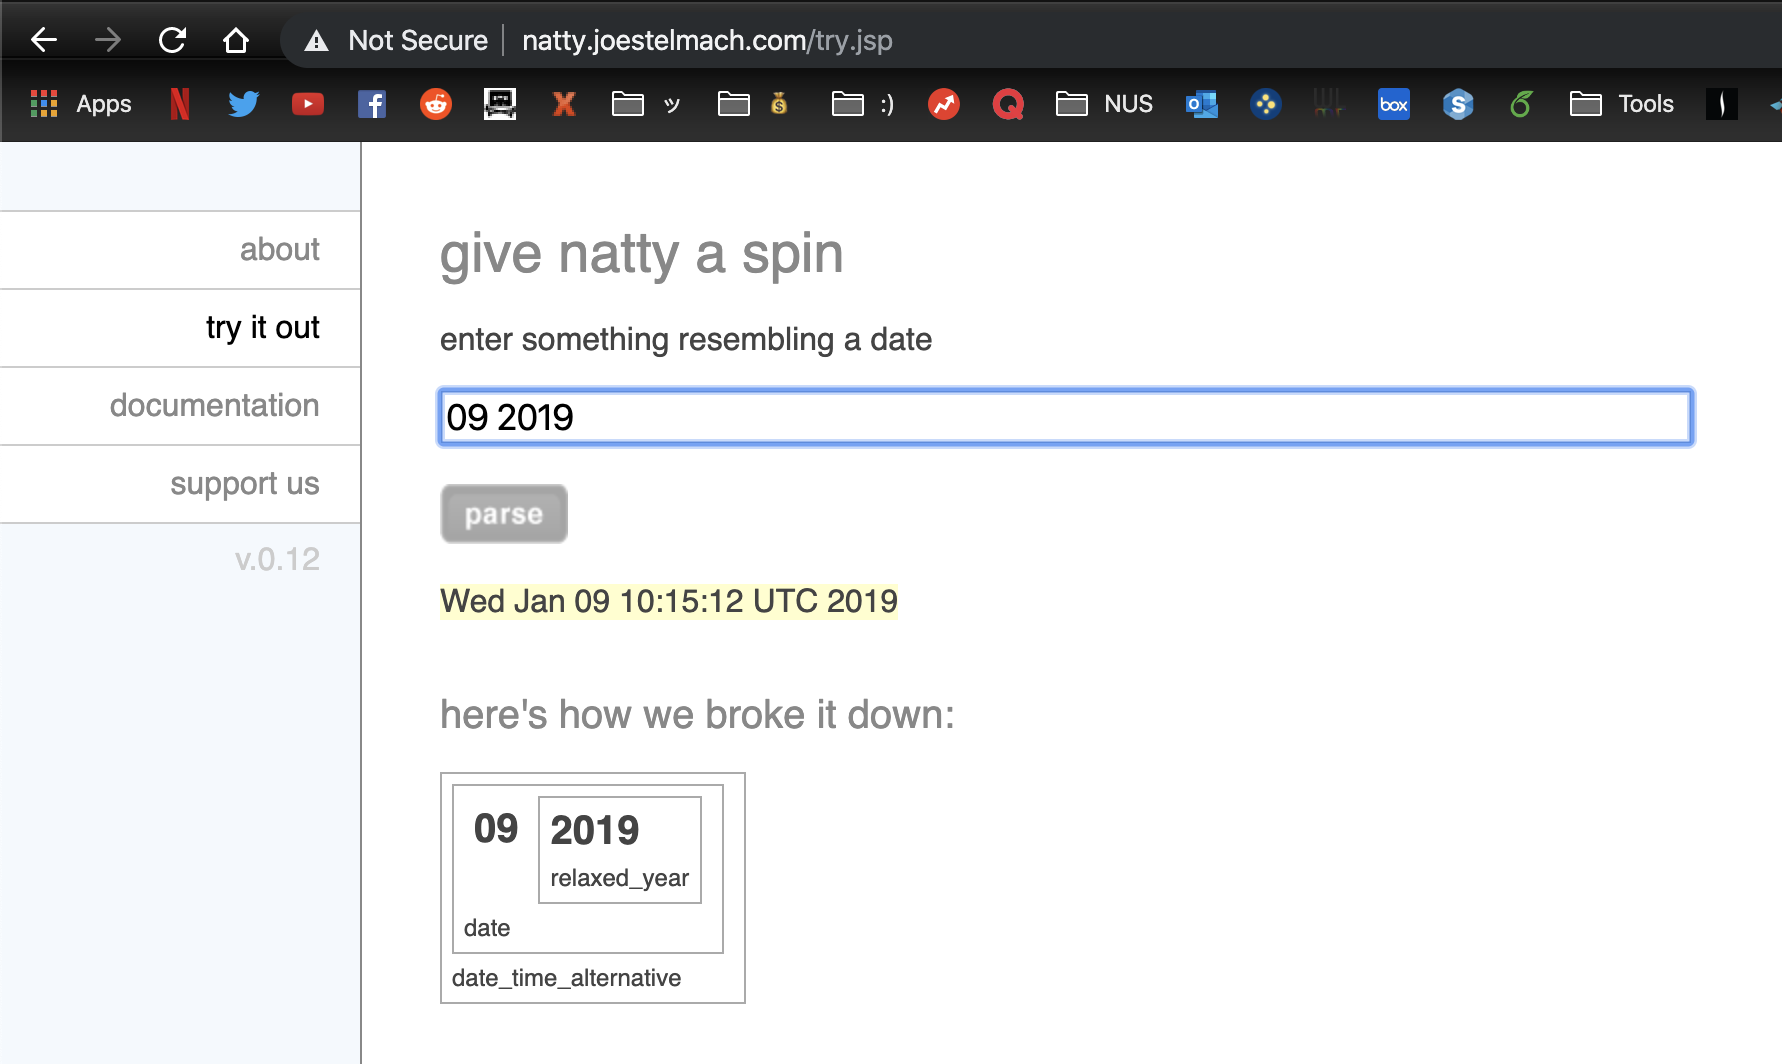 Not Secure natty.joestelmach.com/try.jsp
Apps ツ :) NUS box S Tools
about
try it out
documentation
support us
v.0.12
give natty a spin
enter something resembling a date
09 2019
parse
Wed Jan 09 10:15:12 UTC 2019
here's how we broke it down:
09 2019
relaxed_year
date
date_time_alternative